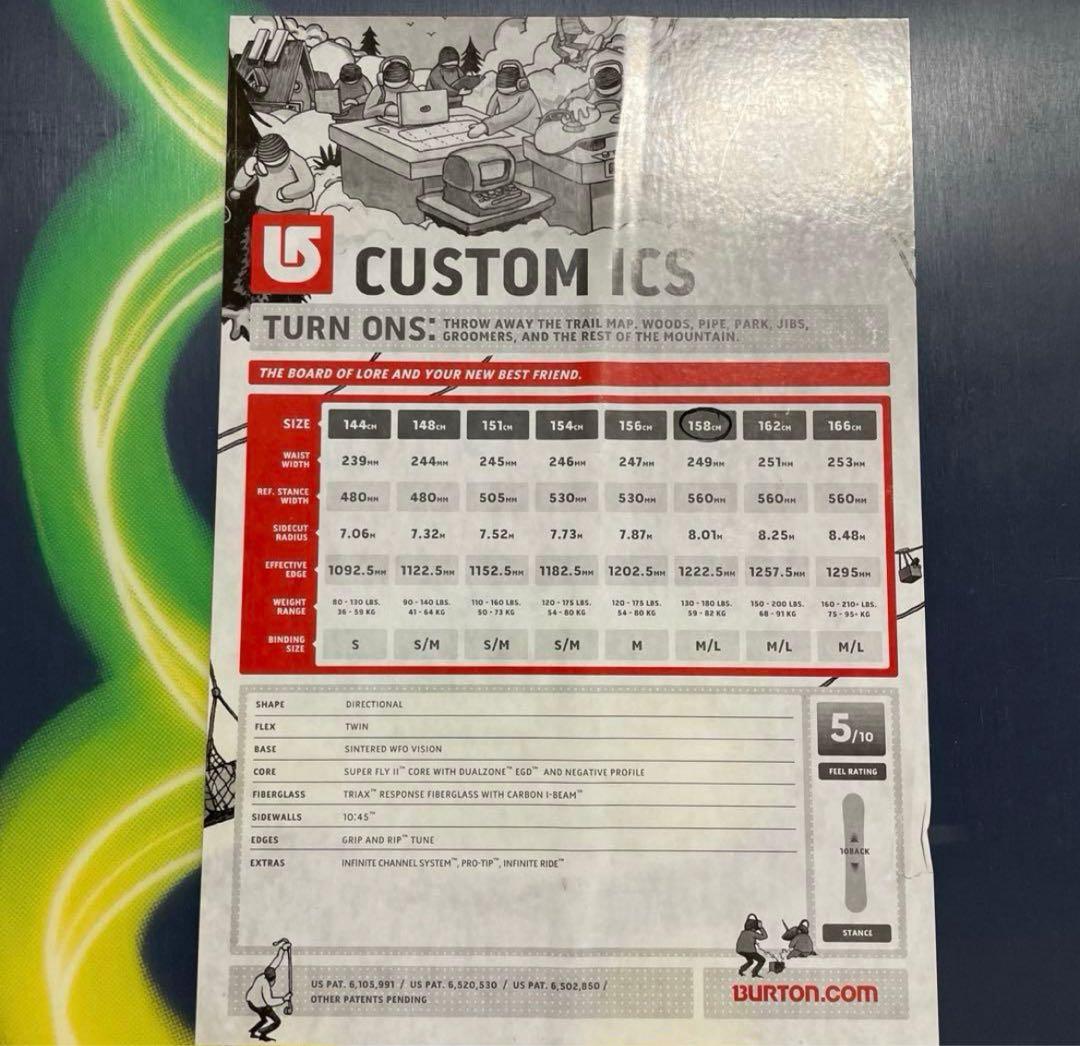 CUSTOM ICS
TURN ONS: THROW AWAY THE TRAIL MAP. WOODS, PIPE, PARK, JIBS,
GROOMERS, AND THE REST OF THE MOUNTAIN.
THE BOARD OF LORE AND YOUR NEW BEST FRIEND.
SIZE 144CM 148CM 151CM 154CM 156CM 158CM 162CM 166CM
WAIST WIDTH 239MM 244MM 245MM 246MM 247MM 249MM 251MM 253MM
REF. STANCE WIDTH 480MM 480MM 505MM 530MM 530MM 560MM 560MM 560MM
SIDECUT RADIUS 7.06M 7.32M 7.52M 7.73M 7.87M 8.01M 8.25M 8.48M
EFFECTIVE EDGE 1092.5MM 1122.5MM 1152.5MM 1182.5MM 1202.5MM 1222.5MM 1257.5MM 1295MM
WEIGHT RANGE 80 - 130 LBS. 90 - 140 LBS. 110 - 160 LBS. 120 - 175 LBS. 120 - 175 LBS. 130 - 180 LBS. 150 - 200 LBS. 160 - 210+ LBS.
36 - 59 KG 41 - 64 KG 50 - 73 KG 54 - 80 KG 54 - 80 KG 59 - 82 KG 68 - 91 KG 75 - 95+ KG
BINDING SIZE S S/M S/M S/M M M/L M/L M/L
SHAPE DIRECTIONAL
FLEX TWIN
BASE SINTERED WFO VISION
CORE SUPER FLY II™ CORE WITH DUALZONE™ EGD™ AND NEGATIVE PROFILE
FIBERGLASS TRIAX™ RESPONSE FIBERGLASS WITH CARBON I-BEAM™
SIDEWALLS 10:45™
EDGES GRIP AND RIP™ TUNE
EXTRAS INFINITE CHANNEL SYSTEM™, PRO-TIP™, INFINITE RIDE™
5/10
FEEL RATING
10BACK
STANCE
US PAT. 6,105,991 / US PAT. 6,520,530 / US PAT. 6,502,850 /
OTHER PATENTS PENDING
BURTON.COM